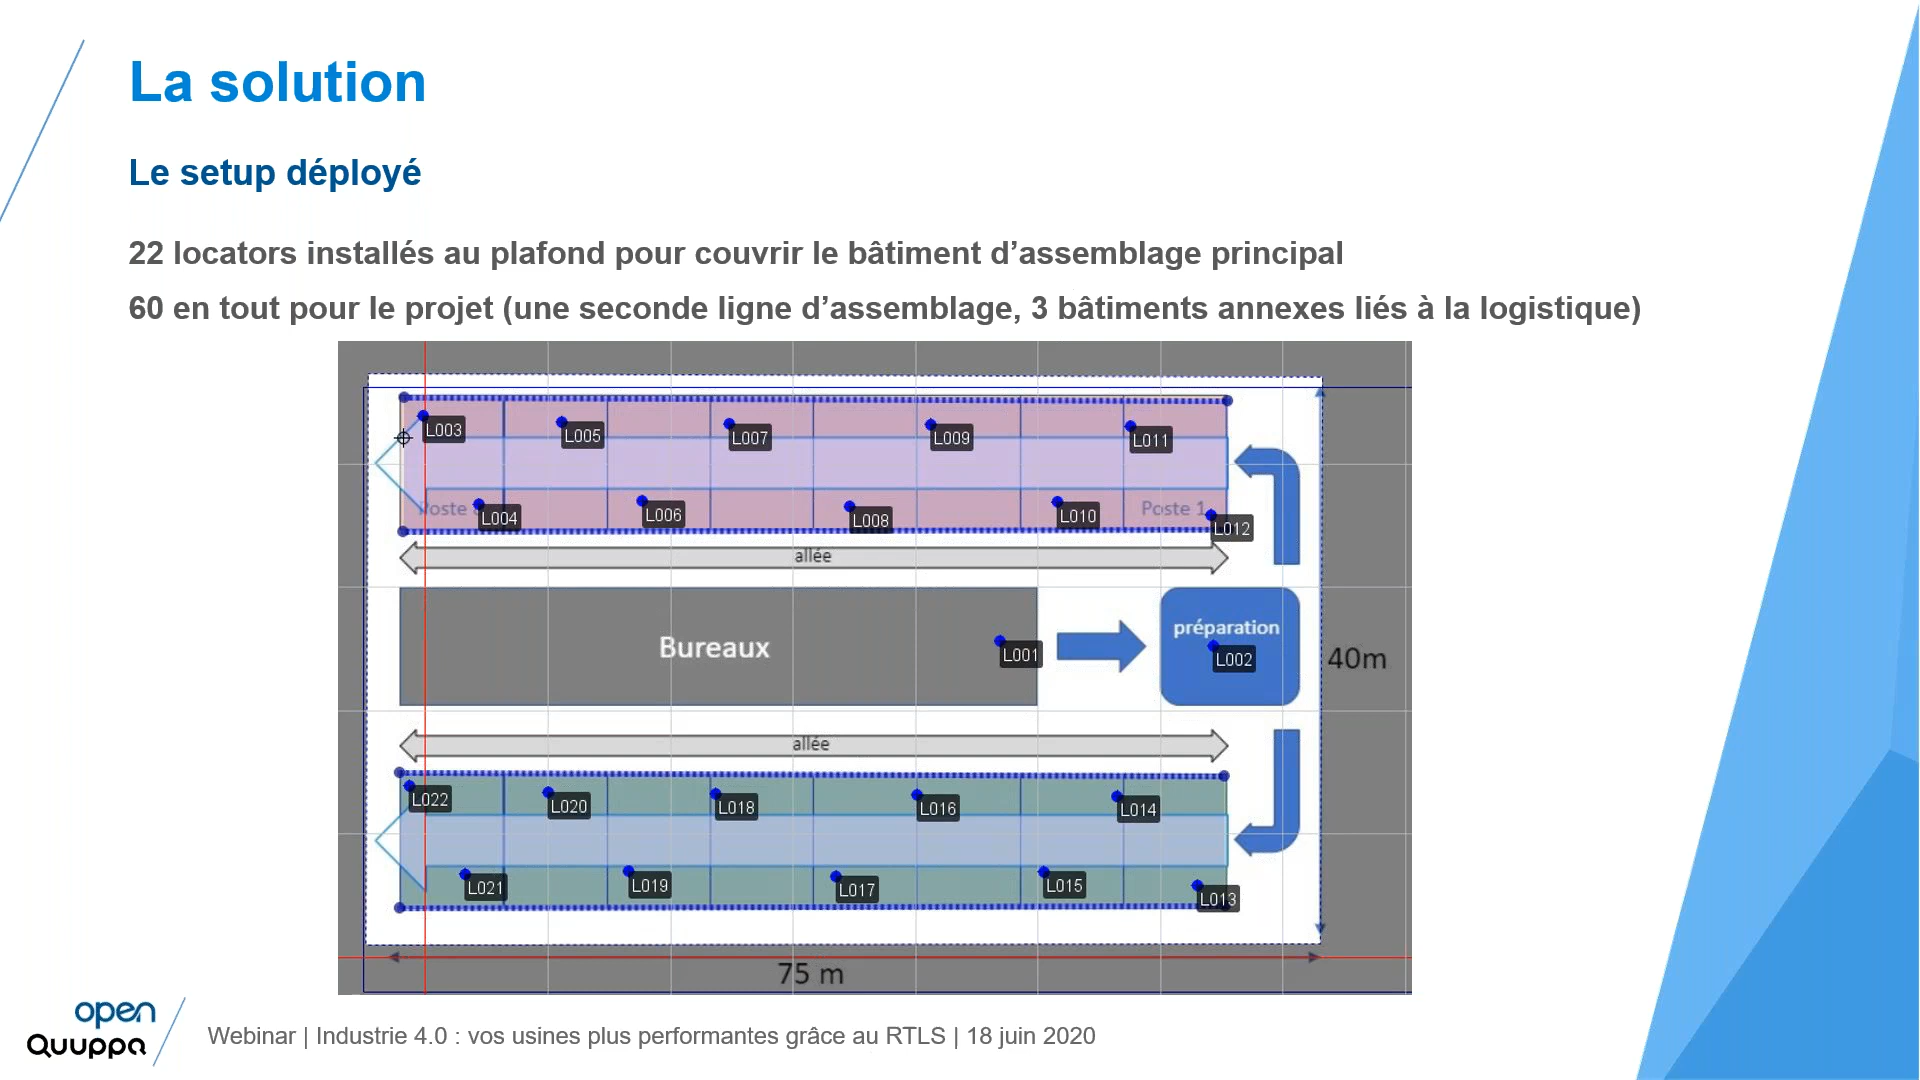 La solution
Le setup déployé
22 locators installés au plafond pour couvrir le bâtiment d’assemblage principal
60 en tout pour le projet (une seconde ligne d’assemblage, 3 bâtiments annexes liés à la logistique)
L003
L005
L007
L009
L011
Poste
L004
L006
L008
L010
Poste 1
L012
allée
Bureaux
L001
préparation
L002
40m
allée
L022
L020
L018
L016
L014
L021
L019
L017
L015
L013
75 m
open
Quuppa
Webinar | Industrie 4.0 : vos usines plus performantes grâce au RTLS | 18 juin 2020